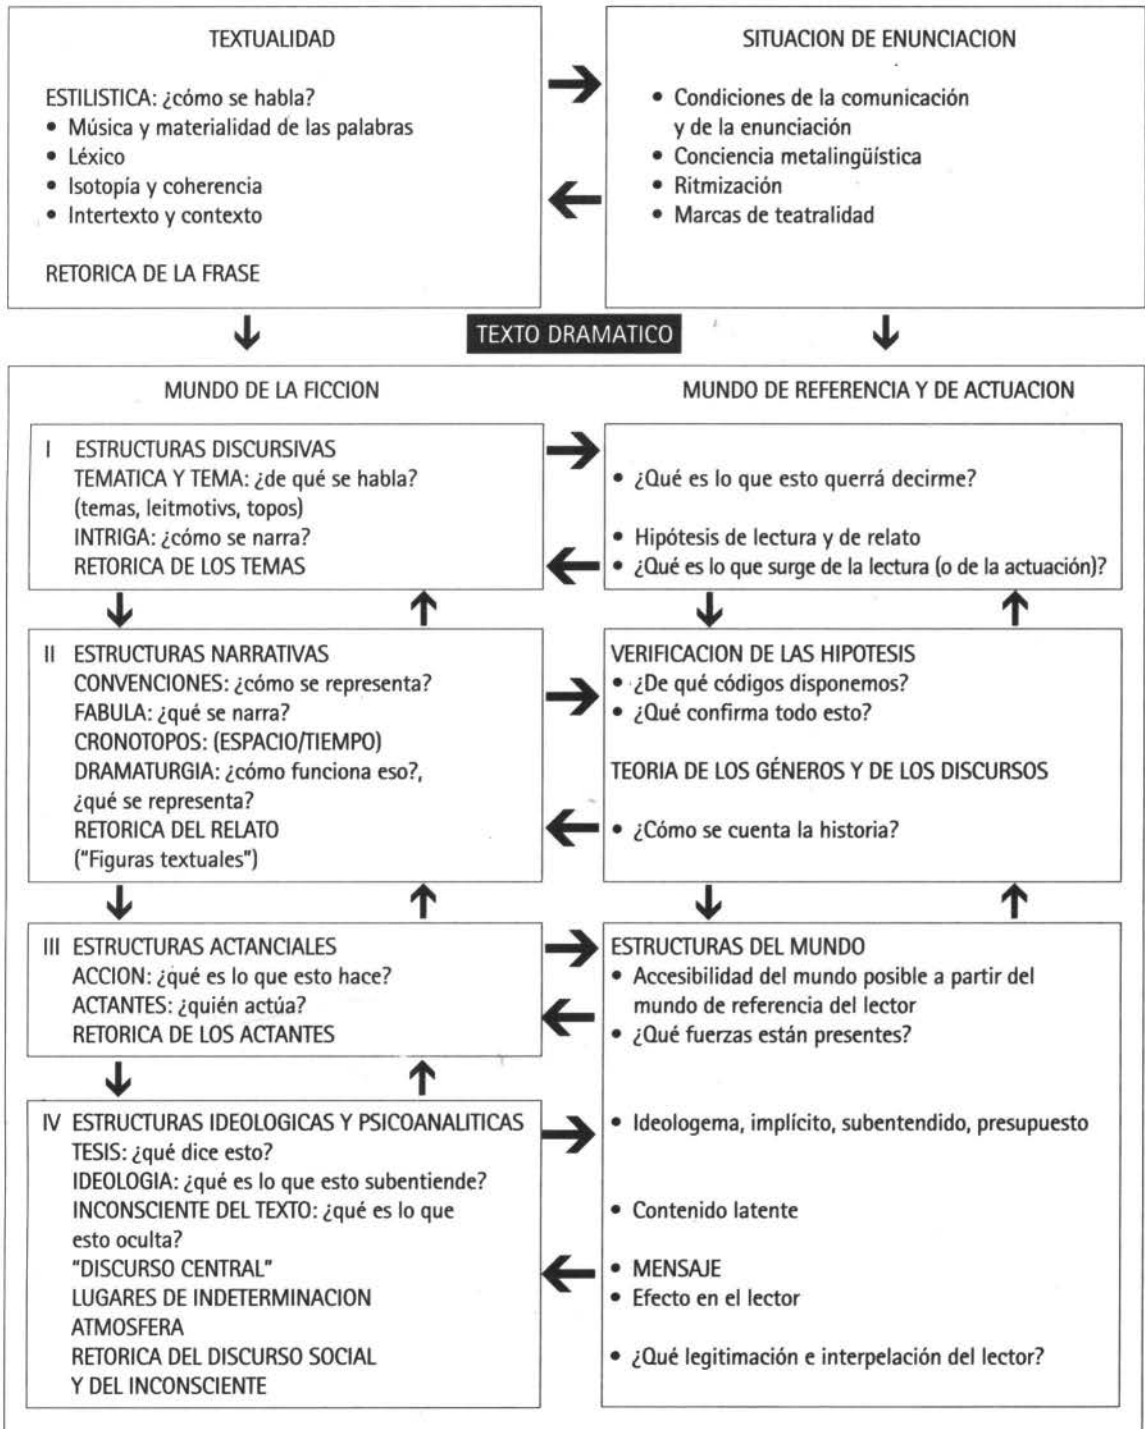 TEXTUALIDAD
ESTILISTICA: ¿cómo se habla?
• Música y materialidad de las palabras
• Léxico
• Isotopía y coherencia
• Intertexto y contexto
RETORICA DE LA FRASE
SITUACION DE ENUNCIACION
• Condiciones de la comunicación
y de la enunciación
• Conciencia metalingüística
• Ritmización
• Marcas de teatralidad
TEXTO DRAMATICO
MUNDO DE LA FICCION
MUNDO DE REFERENCIA Y DE ACTUACION
I ESTRUCTURAS DISCURSIVAS
TEMATICA Y TEMA: ¿de qué se habla?
(temas, leitmotivs, topos)
INTRIGA: ¿cómo se narra?
RETORICA DE LOS TEMAS
• ¿Qué es lo que esto querrá decirme?
• Hipótesis de lectura y de relato
• ¿Qué es lo que surge de la lectura (o de la actuación)?
II ESTRUCTURAS NARRATIVAS
CONVENCIONES: ¿cómo se representa?
FABULA: ¿qué se narra?
CRONOTOPOS: (ESPACIO/TIEMPO)
DRAMATURGIA: ¿cómo funciona eso?,
¿qué se representa?
RETORICA DEL RELATO
("Figuras textuales")
VERIFICACION DE LAS HIPOTESIS
• ¿De qué códigos disponemos?
• ¿Qué confirma todo esto?
TEORIA DE LOS GÉNEROS Y DE LOS DISCURSOS
• ¿Cómo se cuenta la historia?
III ESTRUCTURAS ACTANCIALES
ACCION: ¿qué es lo que esto hace?
ACTANTES: ¿quién actúa?
RETORICA DE LOS ACTANTES
ESTRUCTURAS DEL MUNDO
• Accesibilidad del mundo posible a partir del
mundo de referencia del lector
• ¿Qué fuerzas están presentes?
IV ESTRUCTURAS IDEOLOGICAS Y PSICOANALITICAS
TESIS: ¿qué dice esto?
IDEOLOGIA: ¿qué es lo que esto subentiende?
INCONSCIENTE DEL TEXTO: ¿qué es lo que
esto oculta?
"DISCURSO CENTRAL"
LUGARES DE INDETERMINACION
ATMOSFERA
RETORICA DEL DISCURSO SOCIAL
Y DEL INCONSCIENTE
• Ideologema, implícito, subentendido, presupuesto
• Contenido latente
• MENSAJE
• Efecto en el lector
• ¿Qué legitimación e interpelación del lector?